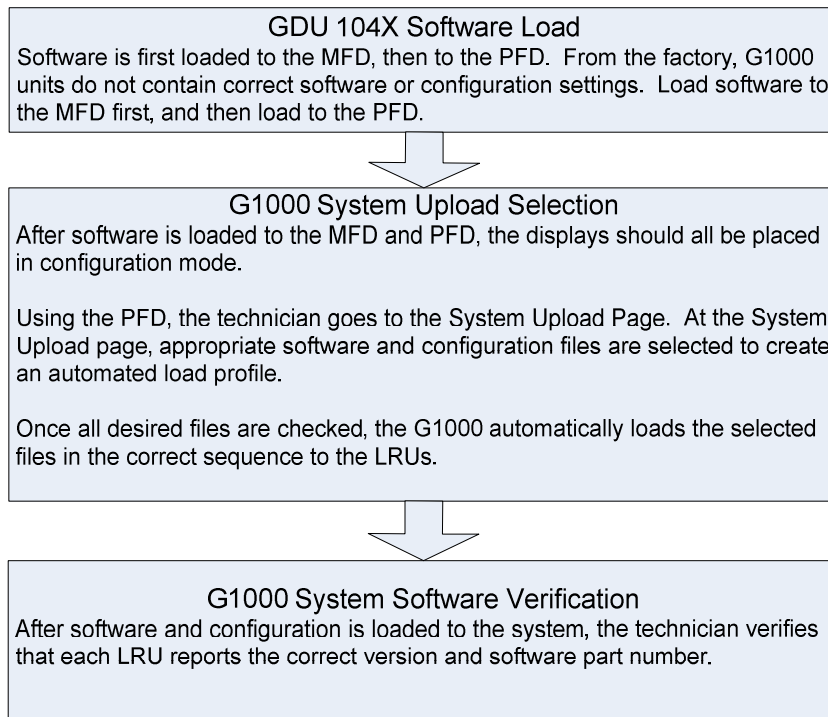 GDU 104X Software Load
Software is first loaded to the MFD, then to the PFD. From the factory, G1000
units do not contain correct software or configuration settings. Load software to
the MFD first, and then load to the PFD.
G1000 System Upload Selection
After software is loaded to the MFD and PFD, the displays should all be placed
in configuration mode.
Using the PFD, the technician goes to the System Upload Page. At the System
Upload page, appropriate software and configuration files are selected to create
an automated load profile.
Once all desired files are checked, the G1000 automatically loads the selected
files in the correct sequence to the LRUs.
G1000 System Software Verification
After software and configuration is loaded to the system, the technician verifies
that each LRU reports the correct version and software part number.